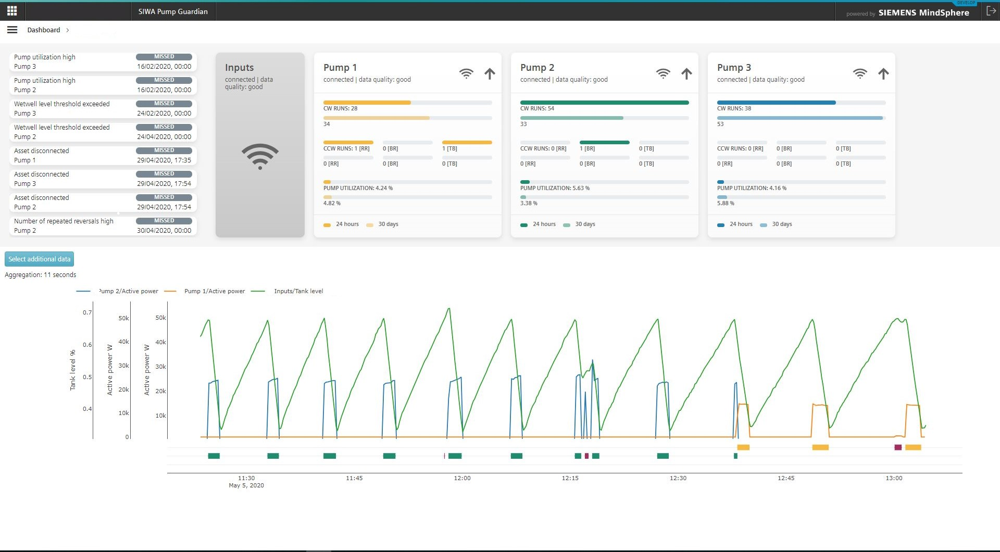 DEVELOP
SIWA Pump Guardian
powered by SIEMENS MindSphere
Dashboard
Pump utilization high MISSED
Pump 3 16/02/2020, 00:00
Pump utilization high MISSED
Pump 2 16/02/2020, 00:00
Wetwell level threshold exceeded MISSED
Pump 3 24/02/2020, 00:00
Wetwell level threshold exceeded MISSED
Pump 2 24/04/2020, 00:00
Asset disconnected MISSED
Pump 1 29/04/2020, 17:35
Asset disconnected MISSED
Pump 3 29/04/2020, 17:54
Asset disconnected MISSED
Pump 2 29/04/2020, 17:54
Number of repeated reversals high MISSED
Pump 2 30/04/2020, 00:00
Inputs
connected | data
quality: good
Pump 1
connected | data quality: good
CW RUNS: 28
34
CCW RUNS: 1 [RR] 0 [BR] 1 [TB]
0 [RR] 0 [BR] 0 [TB]
PUMP UTILIZATION: 4.24 %
4.82 %
24 hours 30 days
Pump 2
connected | data quality: good
CW RUNS: 54
33
CCW RUNS: 0 [RR] 1 [BR] 0 [TB]
0 [RR] 0 [BR] 0 [TB]
PUMP UTILIZATION: 5.63 %
3.38 %
24 hours 30 days
Pump 3
connected | data quality: good
CW RUNS: 38
53
CCW RUNS: 0 [RR] 0 [BR] 0 [TB]
0 [RR] 0 [BR] 0 [TB]
PUMP UTILIZATION: 4.16 %
5.88 %
24 hours 30 days
Select additional data
Aggregation: 11 seconds
Pump 2/Active power Pump 1/Active power Inputs/Tank level
Tank level %
0.7
0.6
0.5
0.4
Active power W
50k
40k
30k
20k
10k
0
Active power W
50k
40k
30k
20k
10k
11:30 11:45 12:00 12:15 12:30 12:45 13:00
May 5, 2020